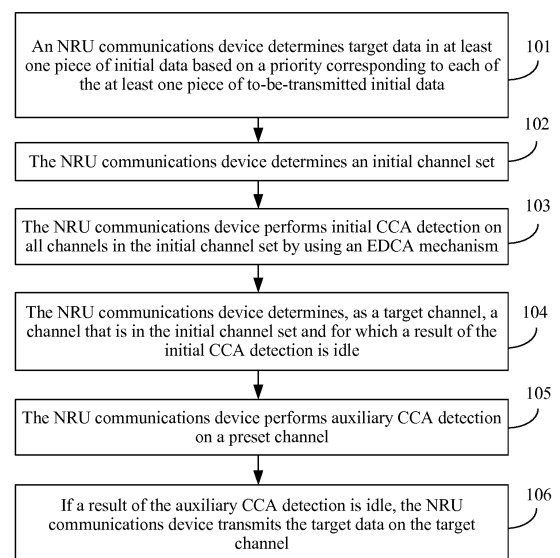 An NRU communications device determines target data in at least
one piece of initial data based on a priority corresponding to each of
the at least one piece of to-be-transmitted initial data
101
102
The NRU communications device determines an initial channel set
103
The NRU communications device performs initial CCA detection on
all channels in the initial channel set by using an EDCA mechanism
The NRU communications device determines, as a target channel, a
channel that is in the initial channel set and for which a result of the
initial CCA detection is idle
104
105
The NRU communications device performs auxiliary CCA detection
on a preset channel
106
If a result of the auxiliary CCA detection is idle, the NRU
communications device transmits the target data on the target
channel